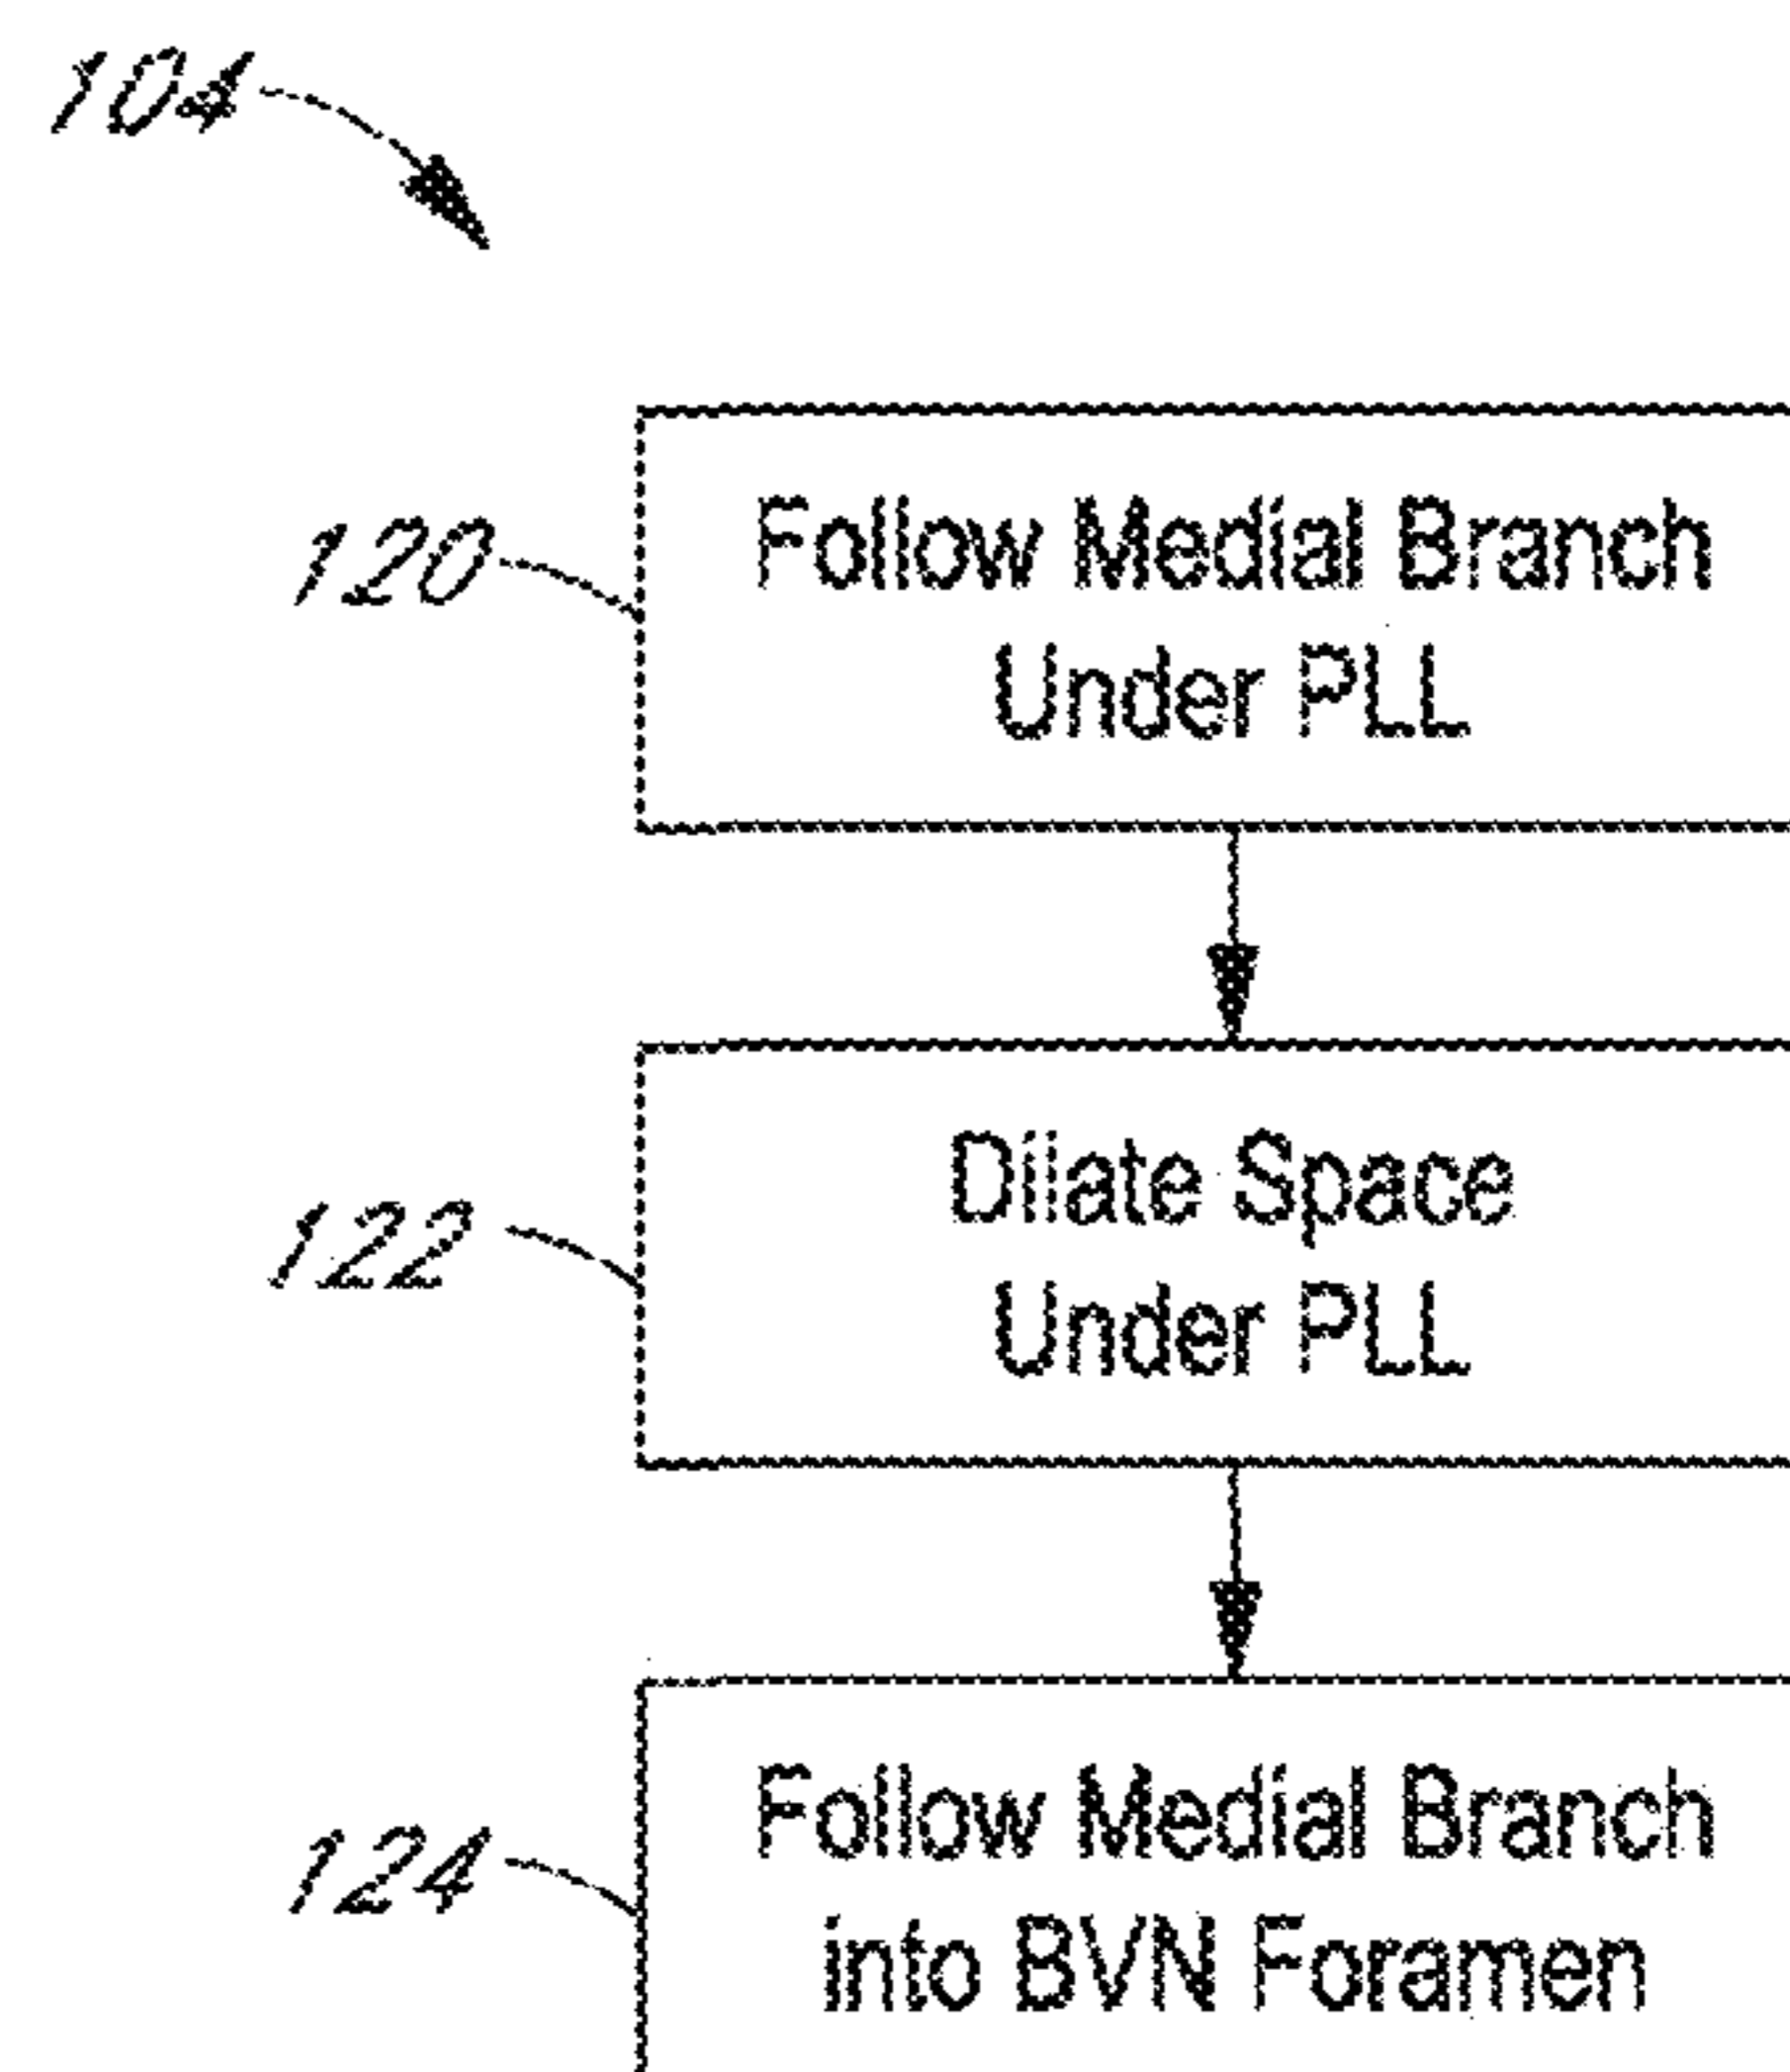 104
120
Follow Medial Branch
Under PLL
122
Dilate Space
Under PLL
124
Follow Medial Branch
into BVN Foramen